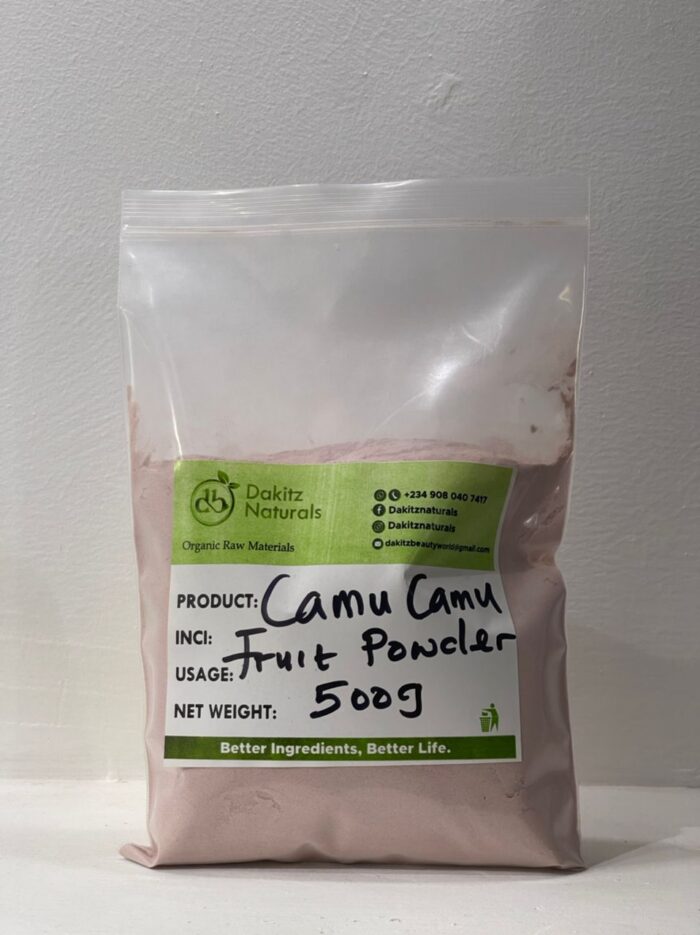 db
Dakitz
Naturals
Organic Raw Materials
+234 908 040 7417
Dakitznaturals
Dakitznaturals
dakitzbeautyworld@gmail.com
PRODUCT: Camu Camu
INCI: Fruit Powder
USAGE:
NET WEIGHT: 500g
Better Ingredients, Better Life.